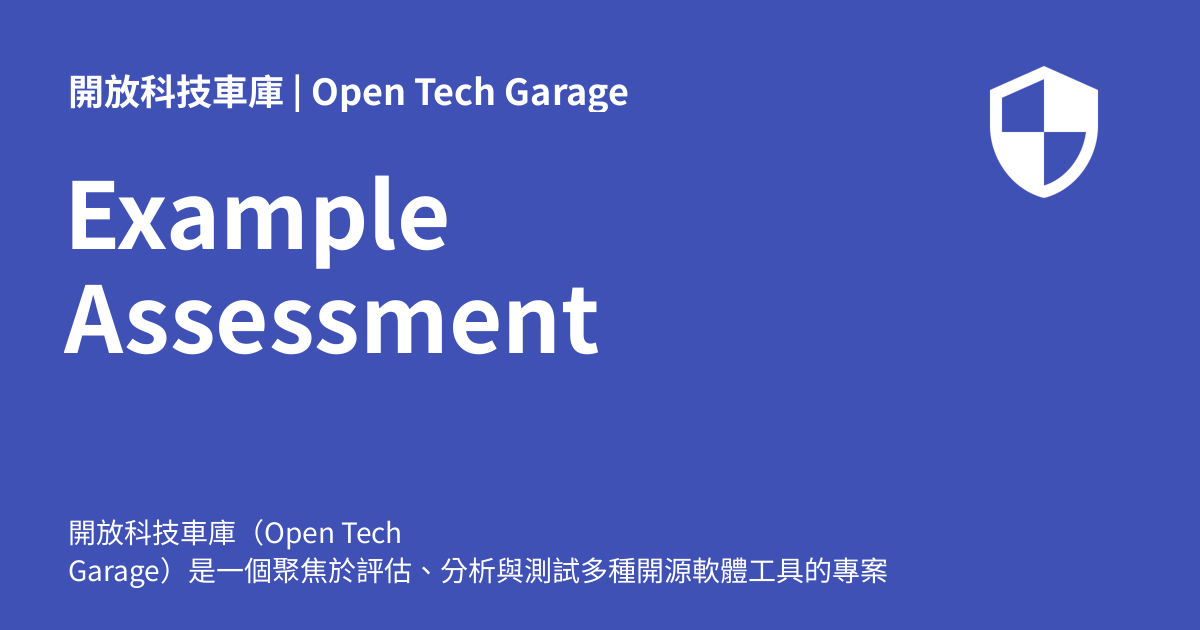 開放科技車庫 | Open Tech Garage
Example
Assessment
開放科技車庫（Open Tech
Garage）是一個聚焦於評估、分析與測試多種開源軟體工具的專案